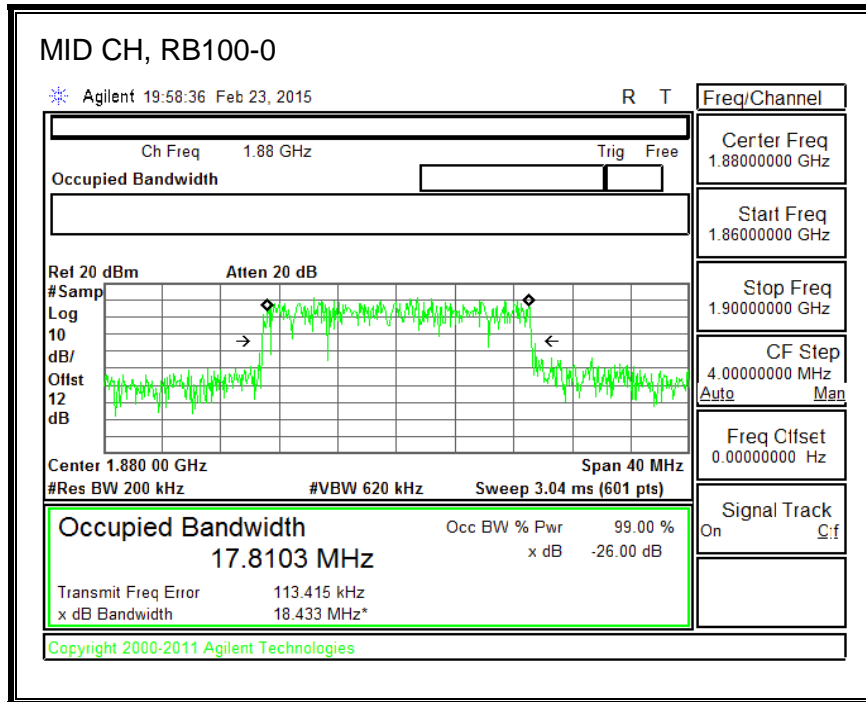 MID CH, RB100-0
Agilent 19:58:36 Feb 23, 2015 R T
Ch Freq 1.88 GHz Trig Free
Occupied Bandwidth
Ref 20 dBm Atten 20 dB
#Samp
Log
10
dB/
Offst
12
dB
Center 1.880 00 GHz Span 40 MHz
#Res BW 200 kHz #VBW 620 kHz Sweep 3.04 ms (601 pts)
Occupied Bandwidth
17.8103 MHz
Occ BW % Pwr 99.00 %
x dB -26.00 dB
Transmit Freq Error 113.415 kHz
x dB Bandwidth 18.433 MHz*
Copyright 2000-2011 Agilent Technologies
Freq/Channel
Center Freq
1.88000000 GHz
Start Freq
1.86000000 GHz
Stop Freq
1.90000000 GHz
CF Step
4.00000000 MHz
Auto Man
Freq Offset
0.00000000 Hz
Signal Track
On Off